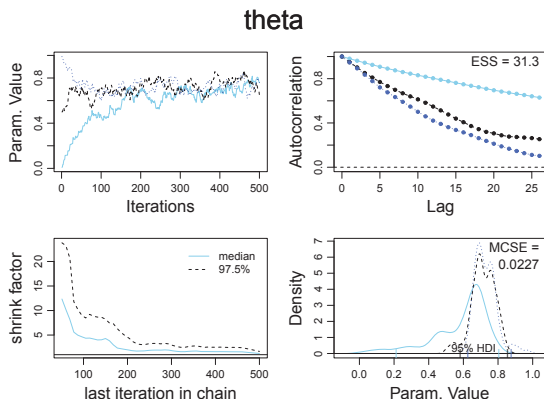 theta
Param. Value
0.0 0.4 0.8
0 100 200 300 400 500
Iterations
Autocorrelation
0.0 0.4 0.8
ESS = 31.3
0 5 10 15 20 25
Lag
shrink factor
5 10 15 20
median
97.5%
100 200 300 400 500
last iteration in chain
Density
0 1 2 3 4 5 6 7
MCSE =
0.0227
95% HDI
0.0 0.2 0.4 0.6 0.8 1.0
Param. Value